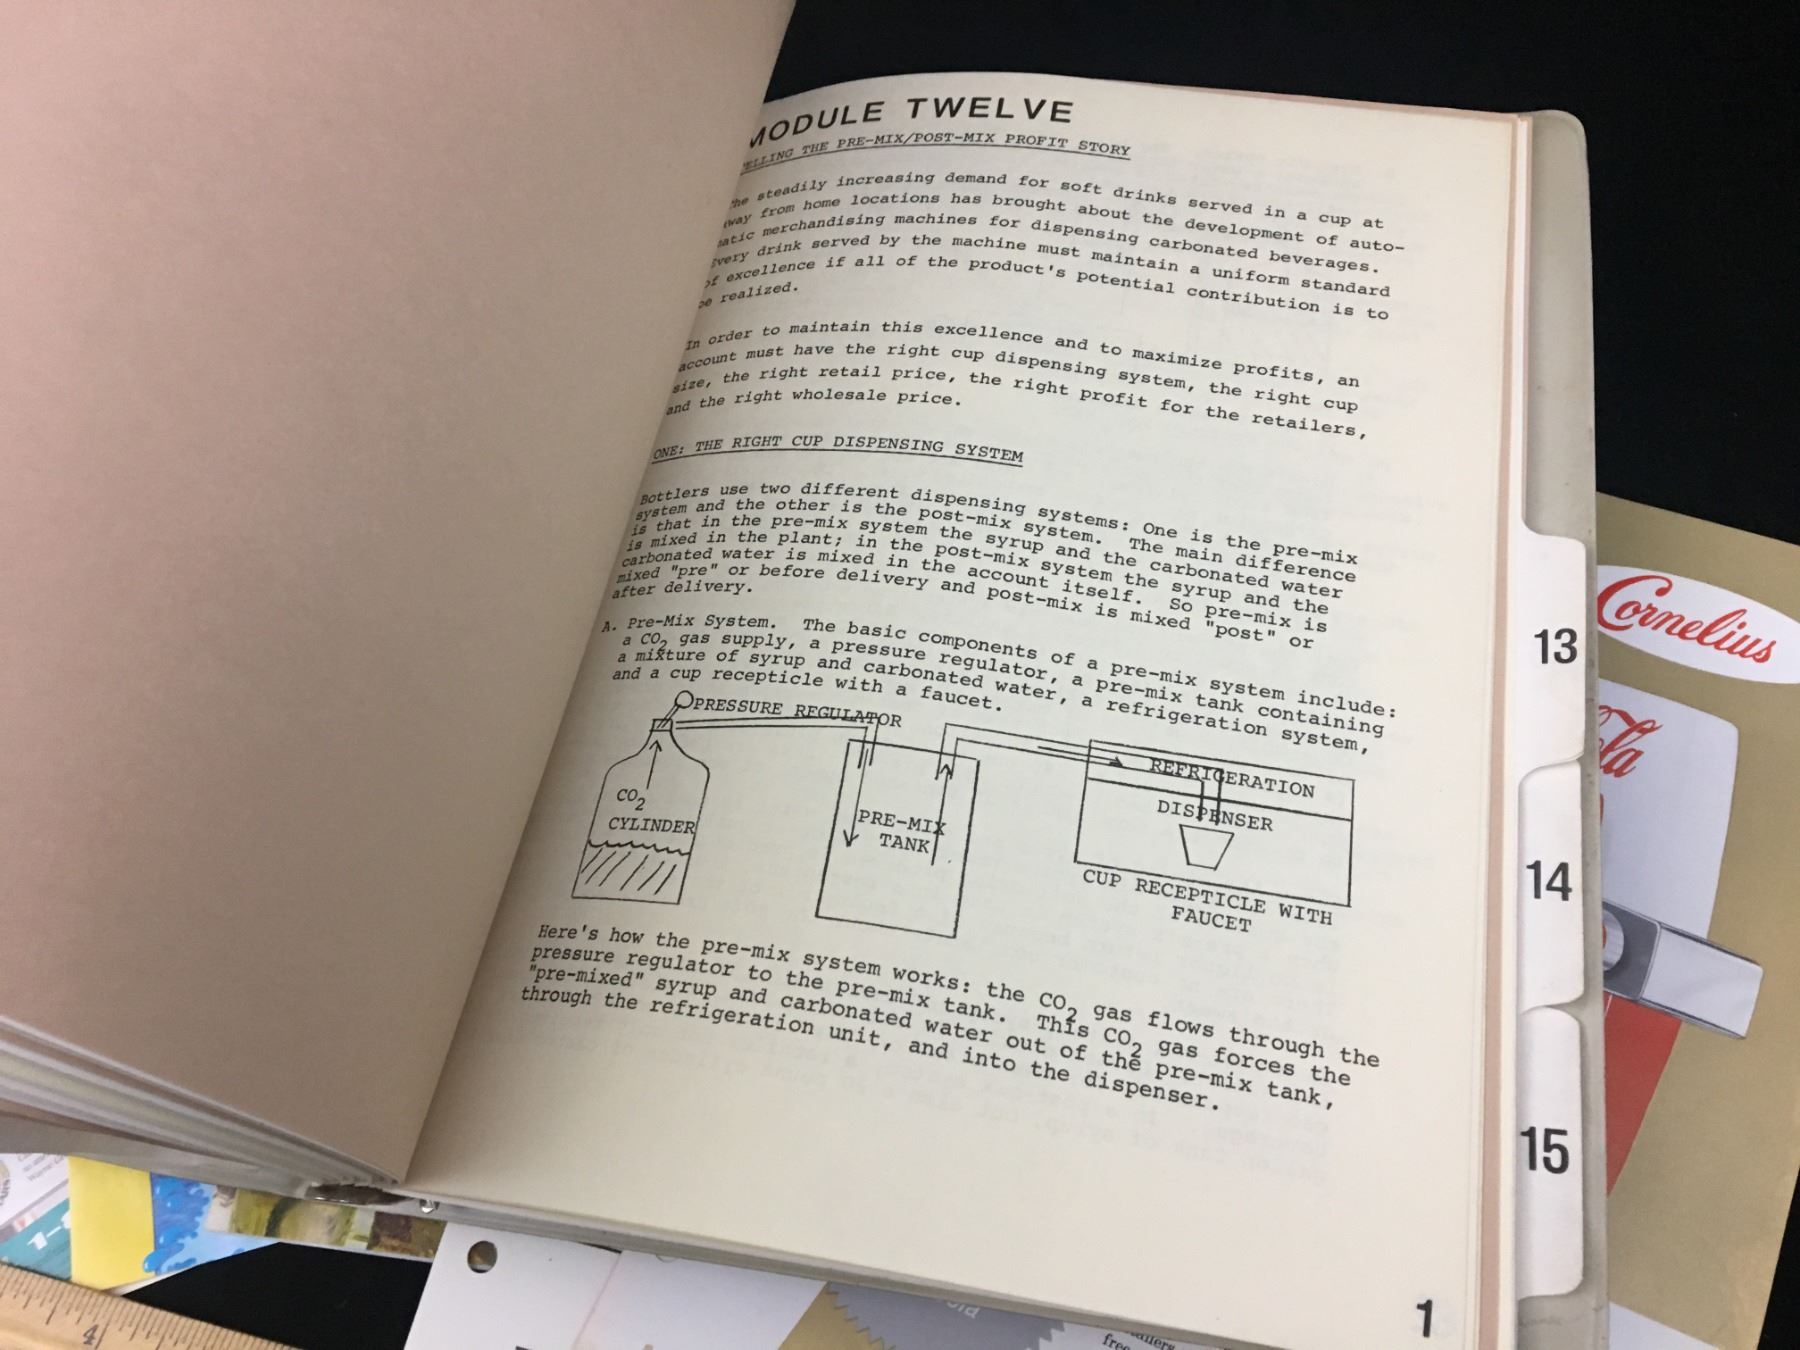 MODULE TWELVE
ELLING THE PRE-MIX/POST-MIX PROFIT STORY
he steadily increasing demand for soft drinks served in a cup at
way from home locations has brought about the development of auto-
atic merchandising machines for dispensing carbonated beverages.
Every drink served by the machine must maintain a uniform standard
of excellence if all of the product's potential contribution is to
be realized.
In order to maintain this excellence and to maximize profits, an
account must have the right cup dispensing system, the right cup
size, the right retail price, the right profit for the retailers,
and the right wholesale price.
ONE: THE RIGHT CUP DISPENSING SYSTEM
Bottlers use two different dispensing systems: One is the pre-mix
system and the other is the post-mix system. The main difference
is that in the pre-mix system the syrup and the carbonated water
is mixed in the plant; in the post-mix system the syrup and the
carbonated water is mixed in the account itself. So pre-mix is
mixed "pre" or before delivery and post-mix is mixed "post" or
after delivery.
A. Pre-Mix System. The basic components of a pre-mix system include:
a CO2 gas supply, a pressure regulator, a pre-mix tank containing
a mixture of syrup and carbonated water, a refrigeration system,
and a cup recepticle with a faucet.
PRESSURE REGULATOR
CO2
CYLINDER
PRE-MIX
TANK
REFRIGERATION
DISPENSER
CUP RECEPTICLE WITH
FAUCET
Here's how the pre-mix system works: the CO2 gas flows through the
pressure regulator to the pre-mix tank. This CO2 gas forces the
"pre-mixed" syrup and carbonated water out of the pre-mix tank,
through the refrigeration unit, and into the dispenser.
1
13
14
15
Cornelius
ola
4
free